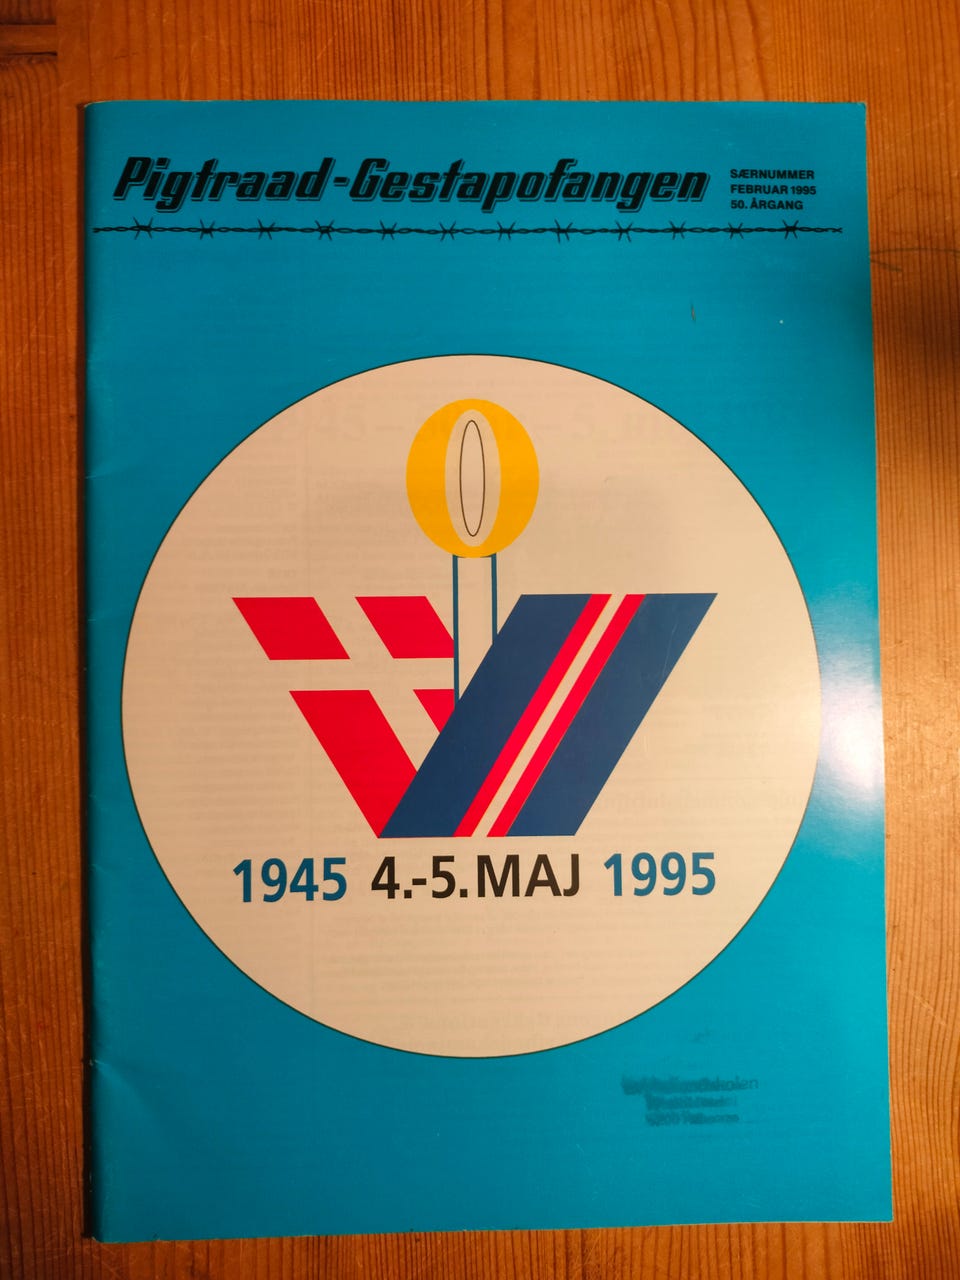 Pigtraad-Gestapofangen
SÆRNUMMER
FEBRUAR 1995
50. ÅRGANG
1945 4.-5. MAJ 1995